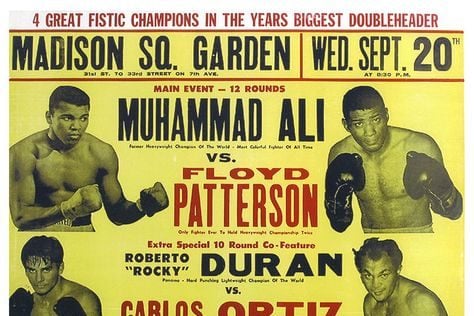 4 GREAT FISTIC CHAMPIONS IN THE YEARS BIGGEST DOUBLEHEADER
MADISON SQ. GARDEN
31st ST. TO 33rd STREET ON 7th AVE.
WED. SEPT. 20TH
AT 8:30 P.M.
MAIN EVENT – 12 ROUNDS
MUHAMMAD ALI
Former Heavyweight Champion Of The World - Most Colorful Fighter Of All Time
VS.
FLOYD
PATTERSON
Only Fighter Ever To Hold Heavyweight Championship Twice
Extra Special 10 Round Co-Feature
ROBERTO
"ROCKY" DURAN
Panama - Hard Punching Lightweight Champion Of The World
VS.
CARLOS ORTIZ